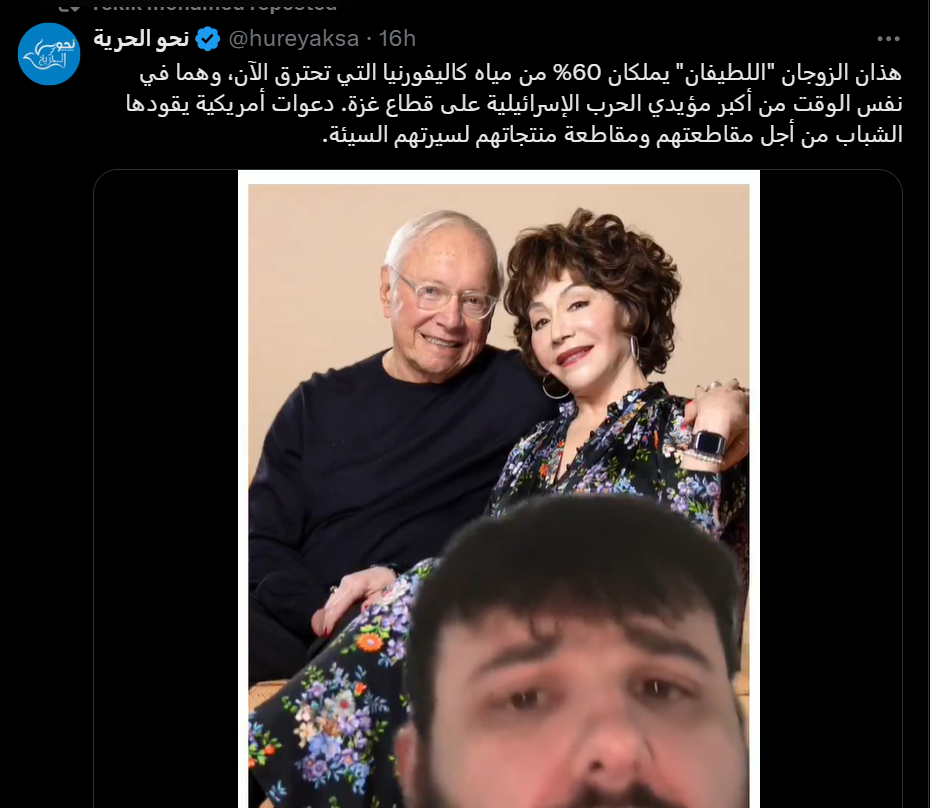 نحو الحرية @hureyaksa · 16h
هذان الزوجان "اللطيفان" يملكان 60% من مياه كاليفورنيا التي تحترق الآن، وهما في
نفس الوقت من أكبر مؤيدي الحرب الإسرائيلية على قطاع غزة. دعوات أمريكية يقودها
الشباب من أجل مقاطعتهم ومقاطعة منتجاتهم لسيرتهم السيئة.